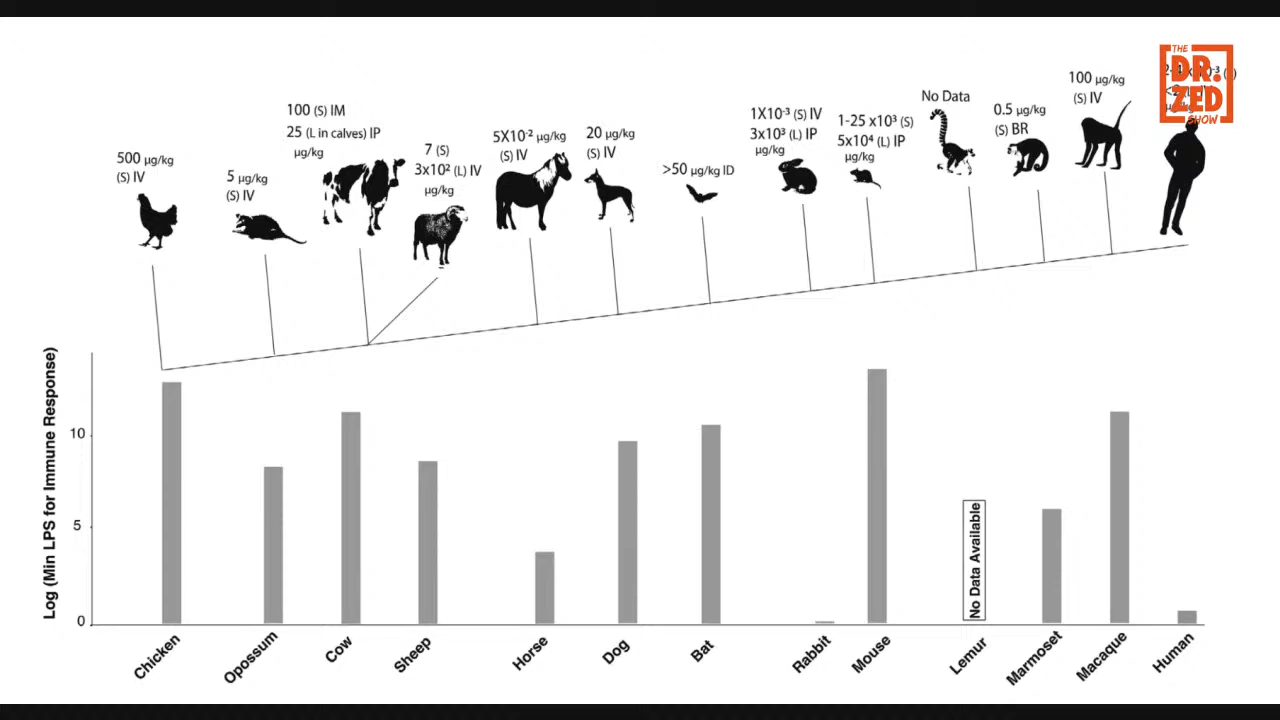 THE
DR.
ZED
SHOW
500 µg/kg
(S) IV
5 µg/kg
(S) IV
100 (S) IM
25 (L in calves) IP
µg/kg
7 (S)
3x10² (L) IV
µg/kg
5X10⁻² µg/kg
(S) IV
20 µg/kg
(S) IV
>50 µg/kg ID
1X10⁻³ (S) IV
3x10³ (L) IP
µg/kg
1-25 x10³ (S)
5x10⁴ (L) IP
µg/kg
No Data
0.5 µg/kg
(S) BR
100 µg/kg
(S) IV
Log (Min LPS for Immune Response)
10
5
0
No Data Available
Chicken
Opossum
Cow
Sheep
Horse
Dog
Bat
Rabbit
Mouse
Lemur
Marmoset
Macaque
Human